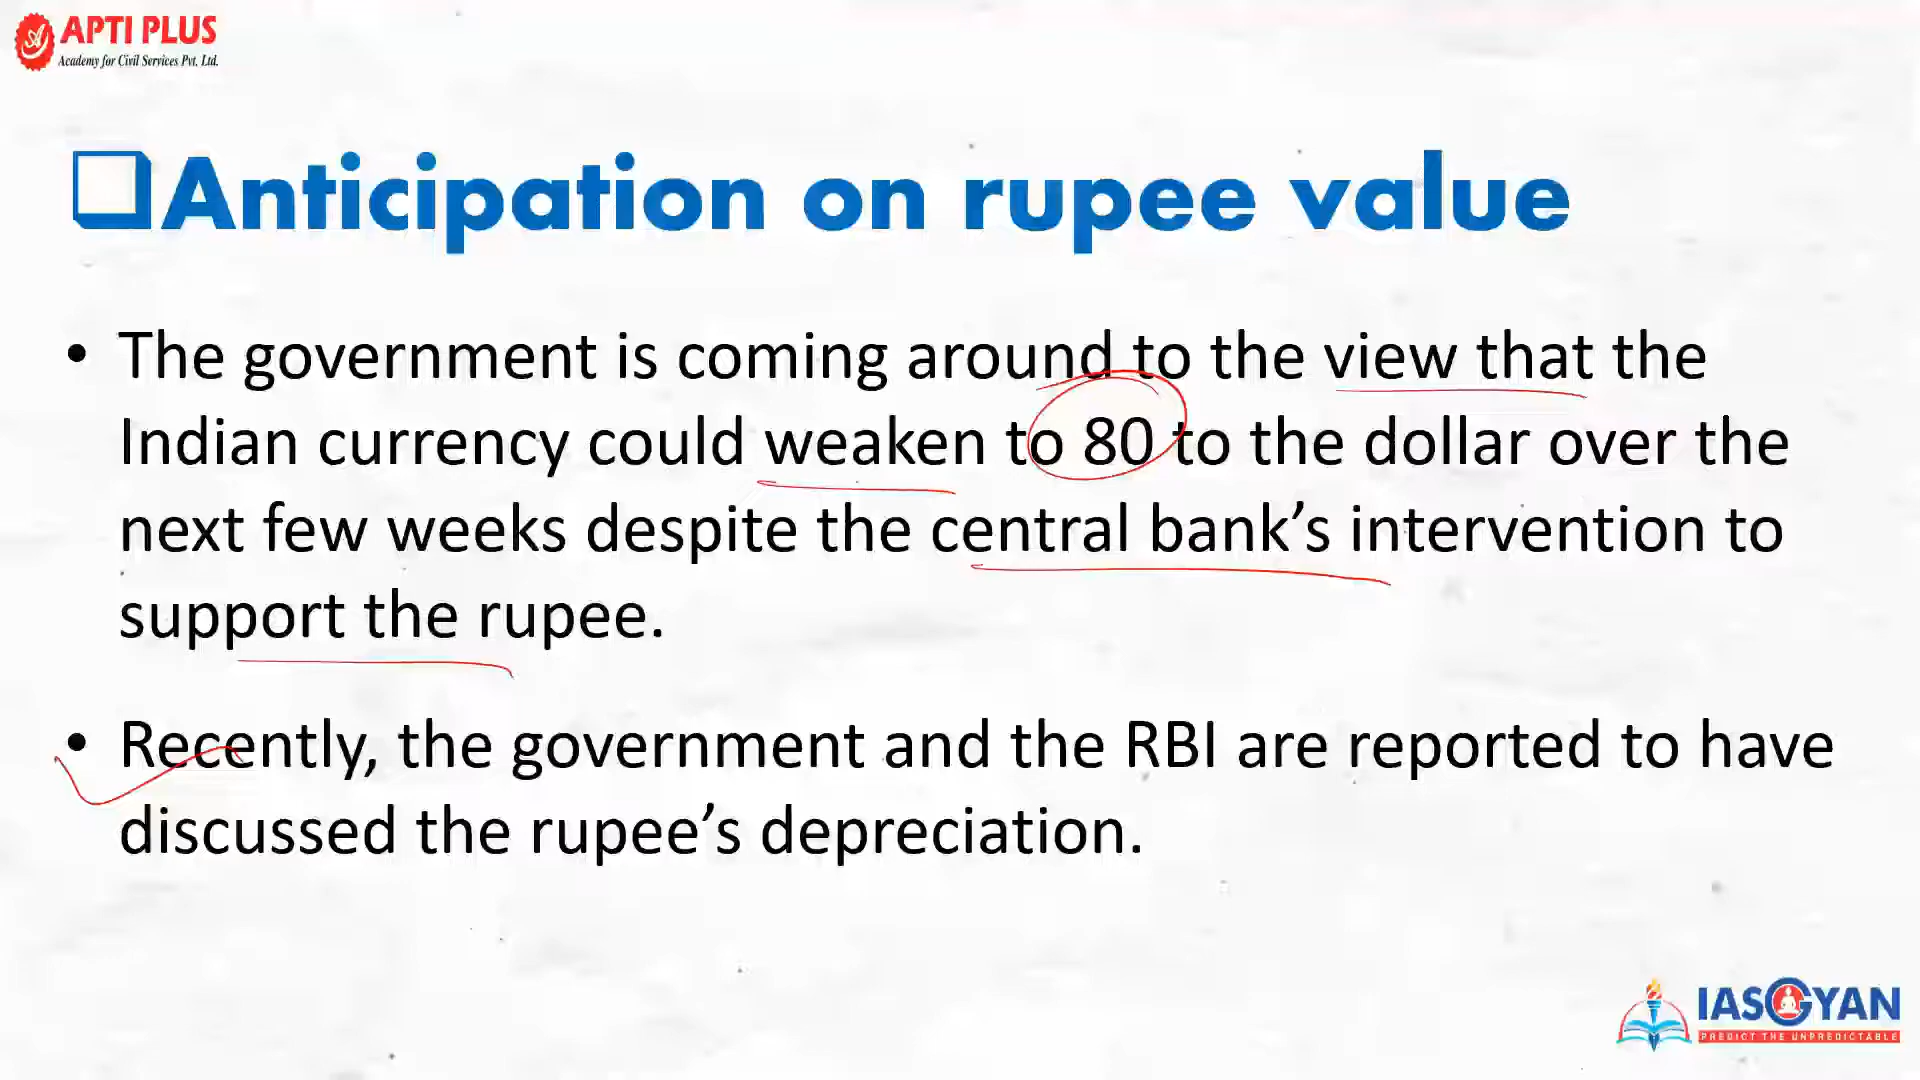 APTI PLUS
Academy for Civil Services Pvt. Ltd.
❑Anticipation on rupee value
• The government is coming around to the view that the
Indian currency could weaken to 80 to the dollar over the
next few weeks despite the central bank’s intervention to
support the rupee.
• Recently, the government and the RBI are reported to have
discussed the rupee’s depreciation.
IASGYAN
PREDICT THE UNPREDICTABLE